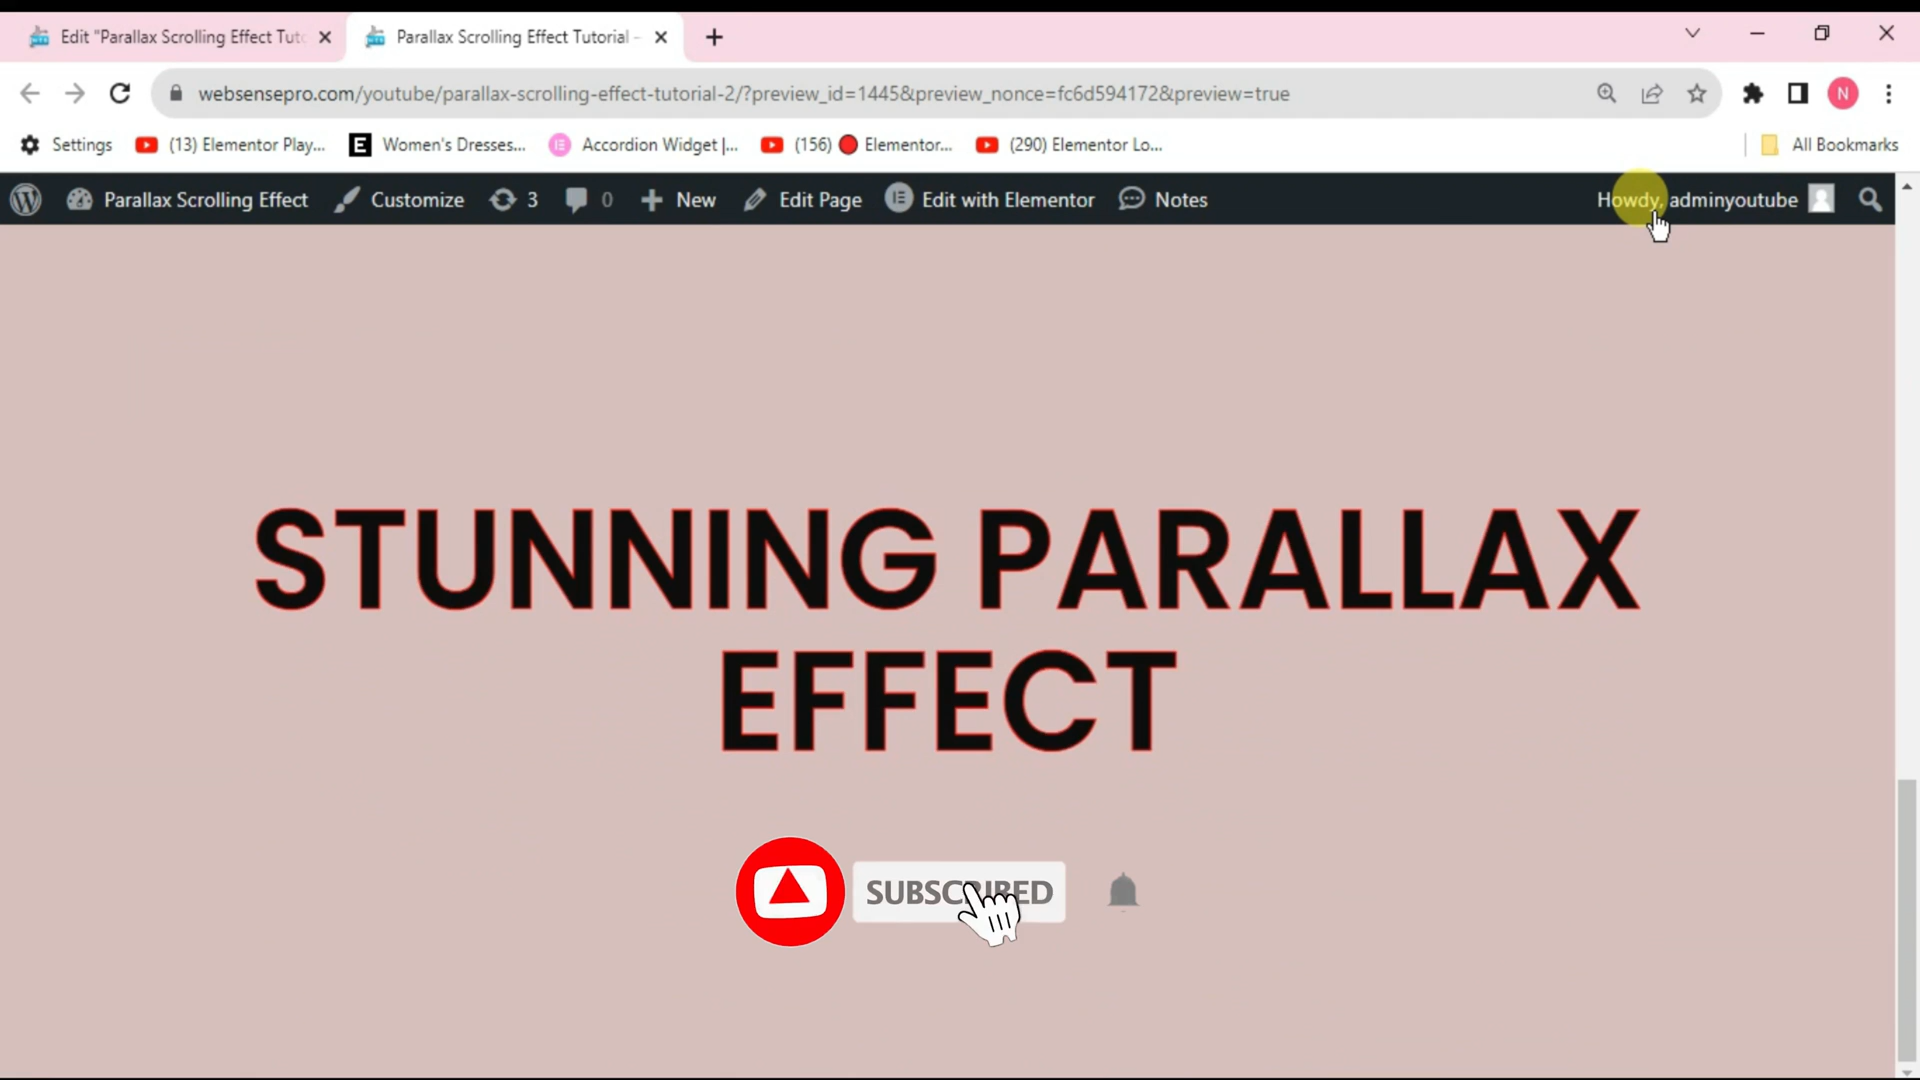 Edit "Parallax Scrolling Effect Tuto
Parallax Scrolling Effect Tutorial –
websensepro.com/youtube/parallax-scrolling-effect-tutorial-2/?preview_id=1445&preview_nonce=fc6d594172&preview=true
N
Settings
(13) Elementor Play...
E
Women's Dresses...
Accordion Widget |...
(156) 🔴 Elementor...
(290) Elementor Lo...
All Bookmarks
Parallax Scrolling Effect
Customize
3
0
New
Edit Page
Edit with Elementor
Notes
Howdy, adminyoutube
STUNNING PARALLAX
EFFECT
SUBSCRIBED